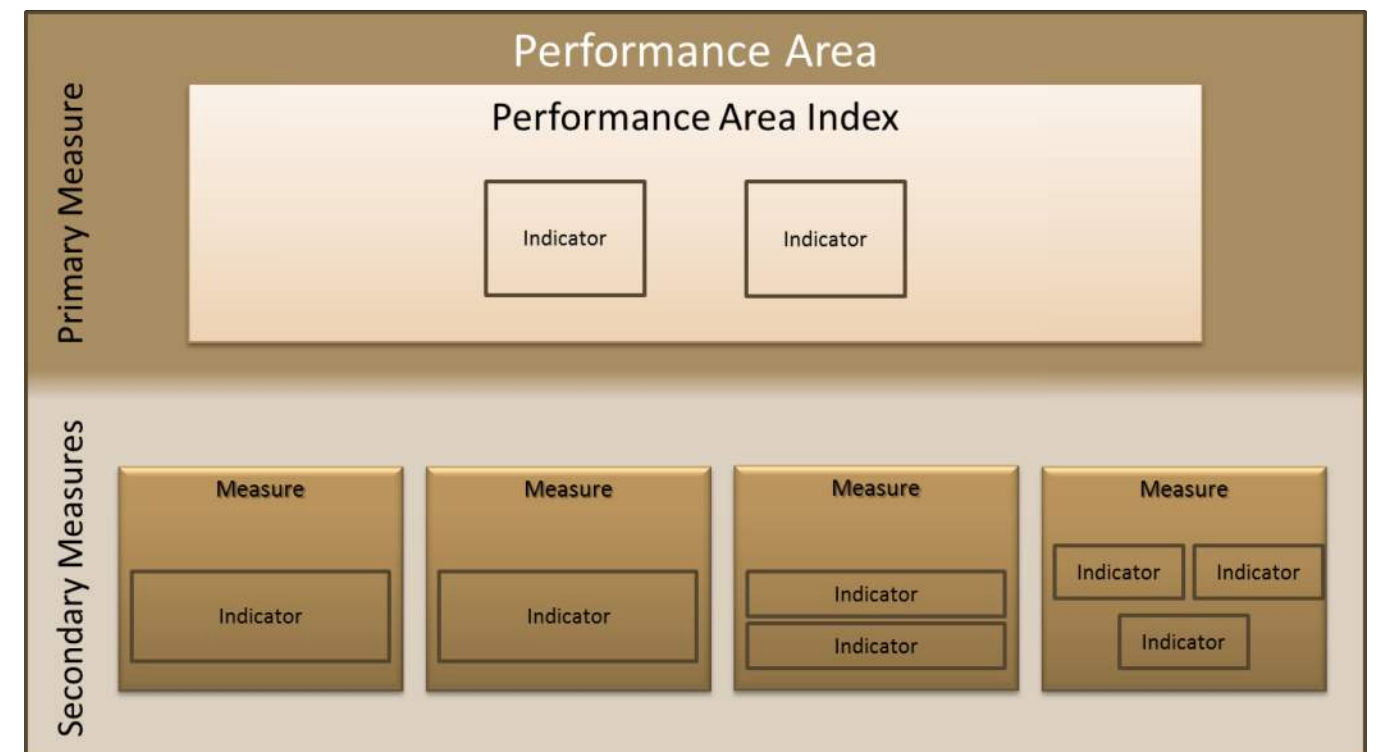 Performance Area
Primary Measure
Performance Area Index
Indicator
Indicator
Secondary Measures
Measure
Indicator
Measure
Indicator
Measure
Indicator
Indicator
Measure
Indicator
Indicator
Indicator